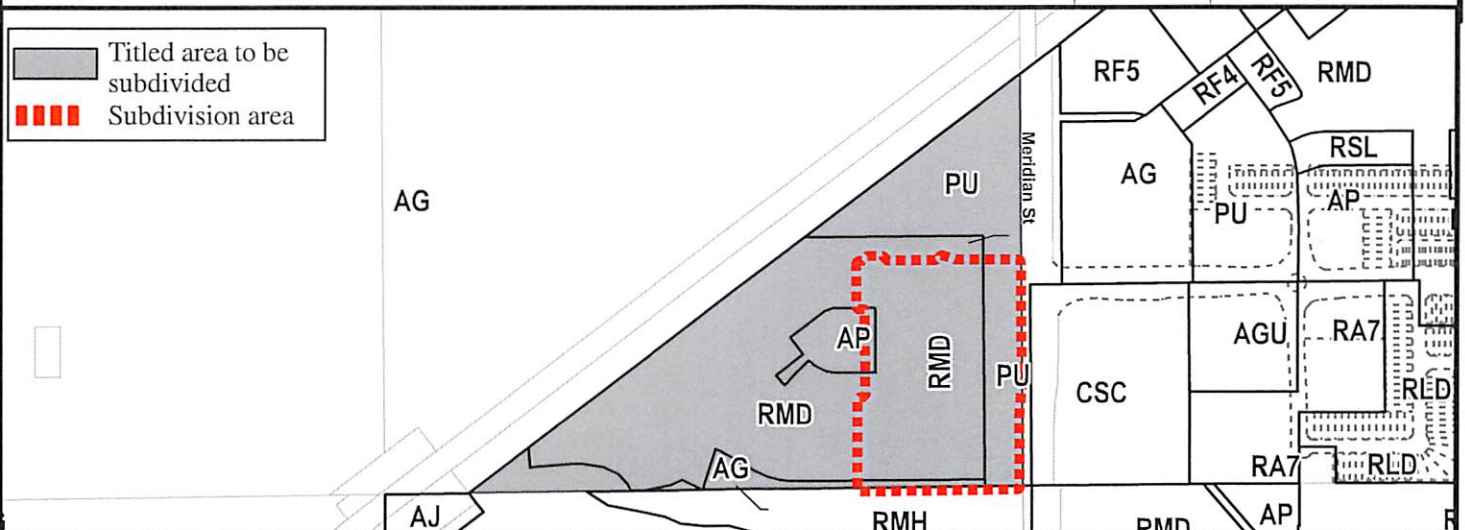 Titled area to be
subdivided
Subdivision area
RF5
RF4
RF5
RMD
RSL
AG
AG
PU
Meridian St
PU
AP
AP
RMD
PU
RMD
AG
CSC
AGU
RA7
RLD
RA7
RLD
AJ
RMH
RMD
AP